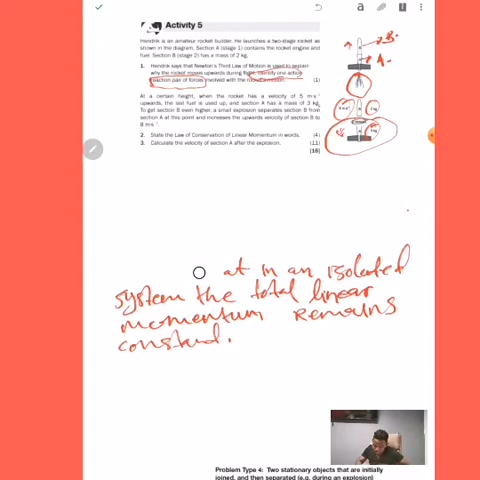 Activity 5
Hendrik is an amateur rocket builder. He launches a two-stage rocket as
shown in the diagram. Section A (stage 1) contains the rocket engine and
fuel. Section B (stage 2) has a mass of 2 kg.
1. Hendrik says that Newton's Third Law of Motion is used to explain
why the rocket moves upwards during flight. Identify one action
reaction pair of forces involved with the rocket's motion. (1)
At a certain height, when the rocket has a velocity of 5 m·s⁻¹
upwards, the last fuel is used up, and section A has a mass of 3 kg.
To get section B even higher, a small explosion separates section B from
section A at this point and increases the upwards velocity of section B to
8 m·s⁻¹.
2. State the Law of Conservation of Linear Momentum in words. (4)
3. Calculate the velocity of section A after the explosion. (11)
[16]
B.
A.
at in an isolated
system the total linear
momentum remains
constand.
Problem Type 4: Two stationary objects that are initially
joined, and then separated (e.g. during an explosion)